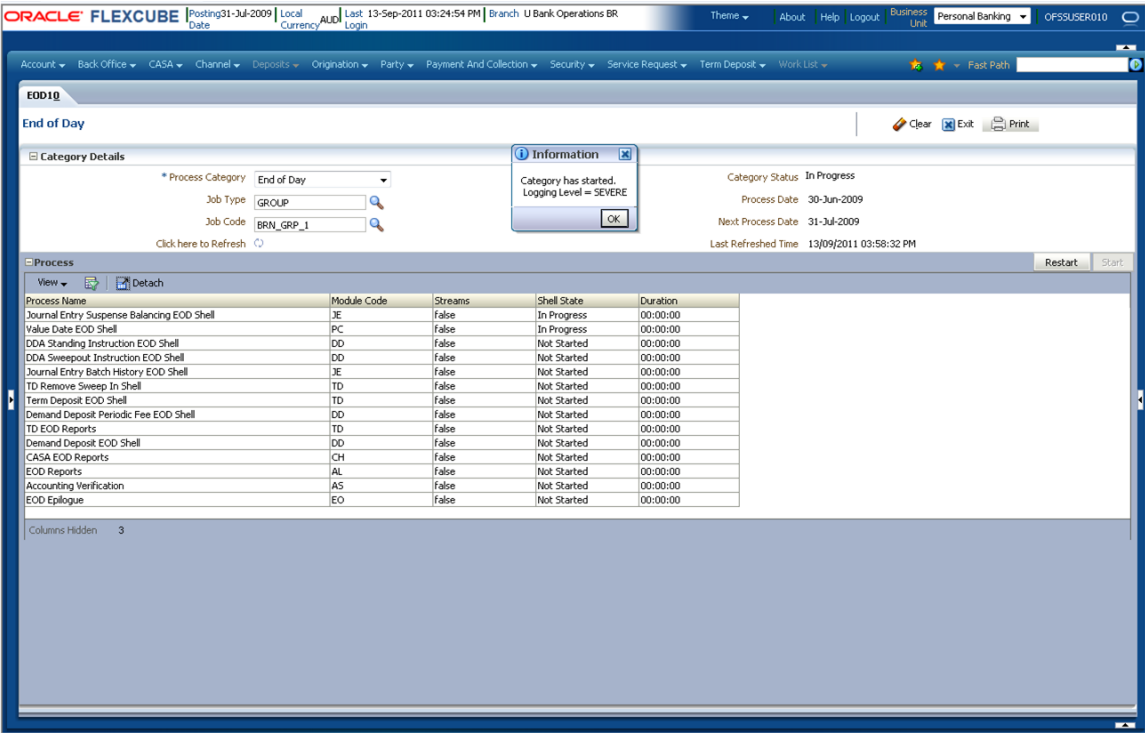 ORACLE® FLEXCUBE Posting31-Jul-2009 Local Last 13-Sep-2011 03:24:54 PM Branch U Bank Operations BR Theme About Help Logout Business Personal Banking OFSSUSER010
Date Currency AUD Login Unit
Account Back Office CASA Channel Deposits Origination Party Payment And Collection Security Service Request Term Deposit Work List Fast Path
EOD10
End of Day Clear Exit Print
Category Details
Information
Category has started.
Logging Level = SEVERE
OK
* Process Category End of Day Category Status In Progress
Job Type GROUP Process Date 30-Jun-2009
Job Code BRN_GRP_1 Next Process Date 31-Jul-2009
Click here to Refresh Last Refreshed Time 13/09/2011 03:58:32 PM
Process Restart Start
View Detach
Process Name Module Code Streams Shell State Duration
Journal Entry Suspense Balancing EOD Shell JE false In Progress 00:00:00
Value Date EOD Shell PC false In Progress 00:00:00
DDA Standing Instruction EOD Shell DD false Not Started 00:00:00
DDA Sweepout Instruction EOD Shell DD false Not Started 00:00:00
Journal Entry Batch History EOD Shell JE false Not Started 00:00:00
TD Remove Sweep In Shell TD false Not Started 00:00:00
Term Deposit EOD Shell TD false Not Started 00:00:00
Demand Deposit Periodic Fee EOD Shell DD false Not Started 00:00:00
TD EOD Reports TD false Not Started 00:00:00
Demand Deposit EOD Shell DD false Not Started 00:00:00
CASA EOD Reports CH false Not Started 00:00:00
EOD Reports AL false Not Started 00:00:00
Accounting Verification AS false Not Started 00:00:00
EOD Epilogue EO false Not Started 00:00:00
Columns Hidden 3